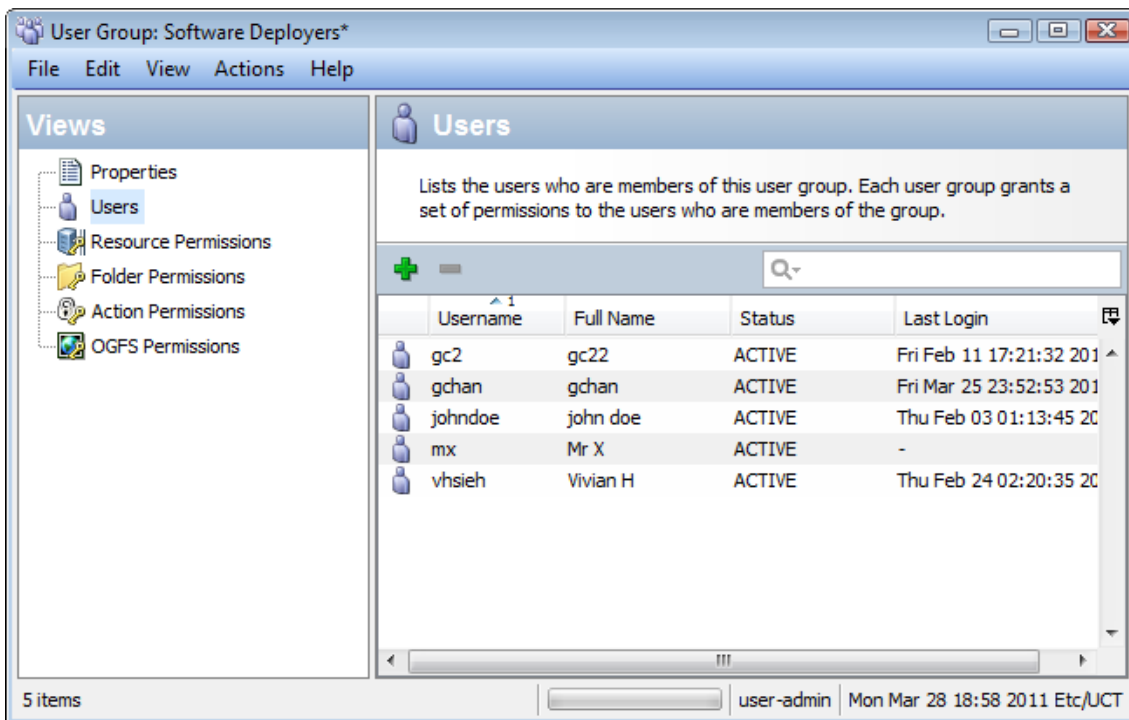 User Group: Software Deployers*
File Edit View Actions Help
Views
Properties
Users
Resource Permissions
Folder Permissions
Action Permissions
OGFS Permissions
Users
Lists the users who are members of this user group. Each user group grants a
set of permissions to the users who are members of the group.
1
Username Full Name Status Last Login
gc2 gc22 ACTIVE Fri Feb 11 17:21:32 201
gchan gchan ACTIVE Fri Mar 25 23:52:53 201
johndoe john doe ACTIVE Thu Feb 03 01:13:45 20
mx Mr X ACTIVE -
vhsieh Vivian H ACTIVE Thu Feb 24 02:20:35 20
5 items user-admin Mon Mar 28 18:58 2011 Etc/UCT